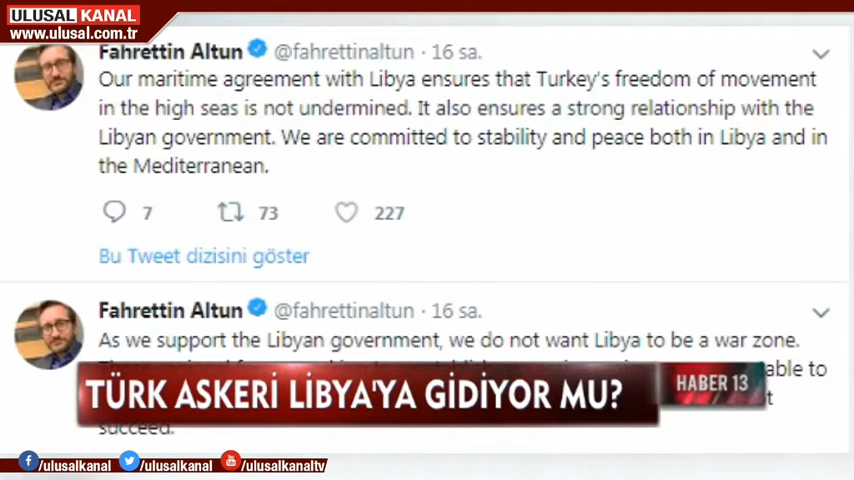 ULUSAL KANAL
www.ulusal.com.tr
Fahrettin Altun @fahrettinaltun · 16 sa.
Our maritime agreement with Libya ensures that Turkey's freedom of movement
in the high seas is not undermined. It also ensures a strong relationship with the
Libyan government. We are committed to stability and peace both in Libya and in
the Mediterranean.
7 73 227
Bu Tweet dizisini göster
Fahrettin Altun @fahrettinaltun · 16 sa.
As we support the Libyan government, we do not want Libya to be a war zone.
able to
TÜRK ASKERİ LİBYA'YA GİDİYOR MU?
HABER 13
succeed.
/ulusalkanal /ulusalkanal /ulusalkanaltv